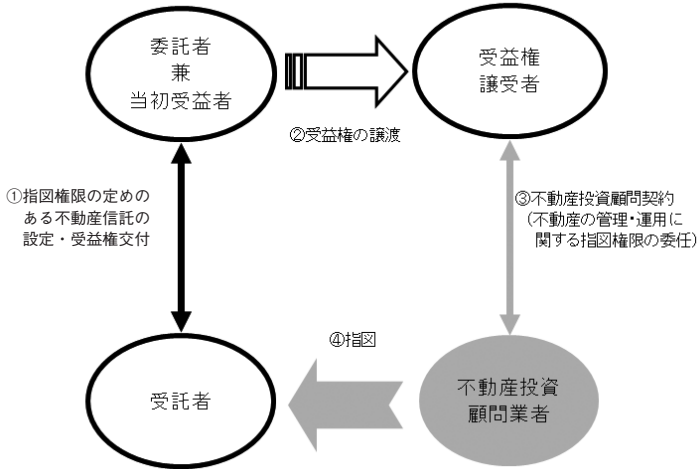 委託者
兼
当初受益者
受益権
譲受者
②受益権の譲渡
①指図権限の定めの
ある不動産信託の
設定・受益権交付
③不動産投資顧問契約
（不動産の管理・運用に
関する指図権限の委任）
④指図
受託者
不動産投資
顧問業者